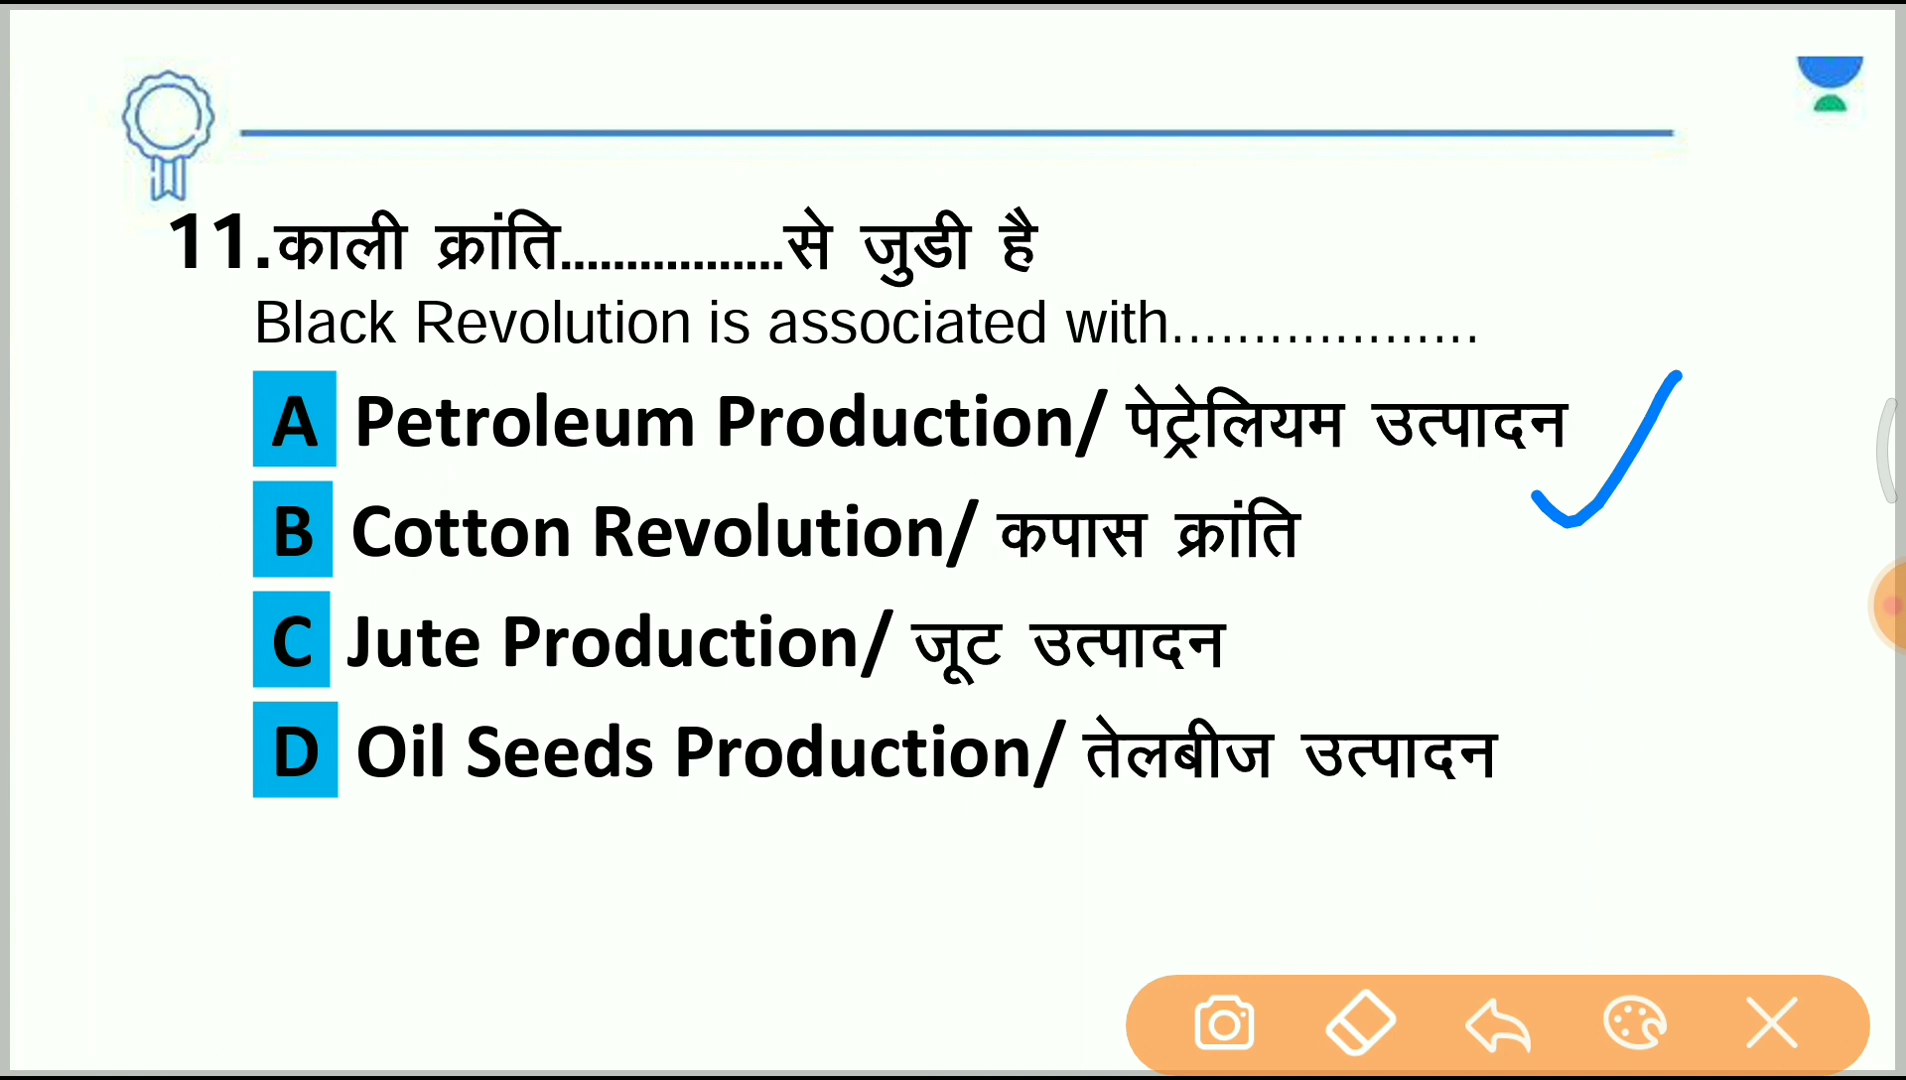 11.काली क्रांति.................से जुडी है
Black Revolution is associated with...................
A Petroleum Production/ पेट्रेलियम उत्पादन
B Cotton Revolution/ कपास क्रांति
C Jute Production/ जूट उत्पादन
D Oil Seeds Production/ तेलबीज उत्पादन